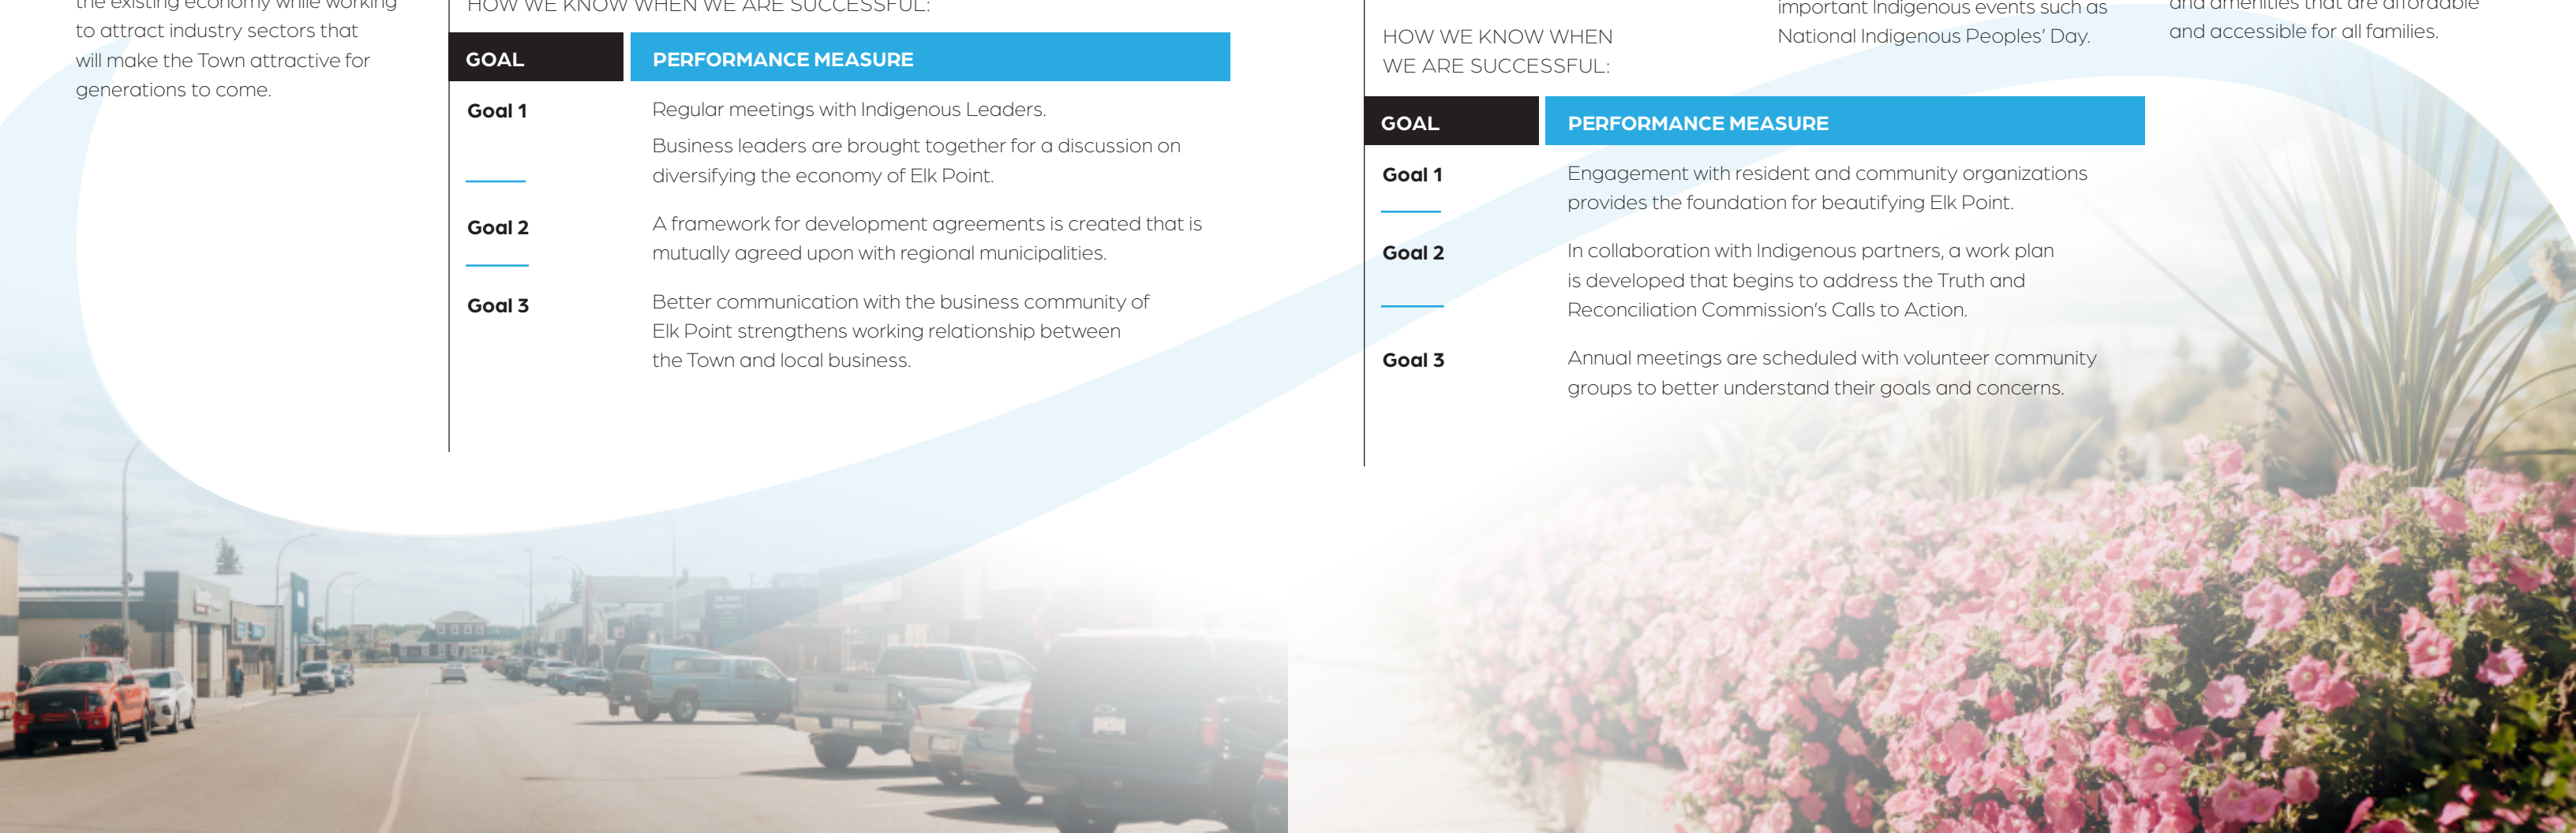 the existing economy while working
to attract industry sectors that
will make the Town attractive for
generations to come.
HOW WE KNOW WHEN WE ARE SUCCESSFUL:
GOAL PERFORMANCE MEASURE
Goal 1 Regular meetings with Indigenous Leaders.
Business leaders are brought together for a discussion on
diversifying the economy of Elk Point.
Goal 2 A framework for development agreements is created that is
mutually agreed upon with regional municipalities.
Goal 3 Better communication with the business community of
Elk Point strengthens working relationship between
the Town and local business.
important Indigenous events such as
National Indigenous Peoples' Day.
and amenities that are affordable
and accessible for all families.
HOW WE KNOW WHEN
WE ARE SUCCESSFUL:
GOAL PERFORMANCE MEASURE
Goal 1 Engagement with resident and community organizations
provides the foundation for beautifying Elk Point.
Goal 2 In collaboration with Indigenous partners, a work plan
is developed that begins to address the Truth and
Reconciliation Commission's Calls to Action.
Goal 3 Annual meetings are scheduled with volunteer community
groups to better understand their goals and concerns.